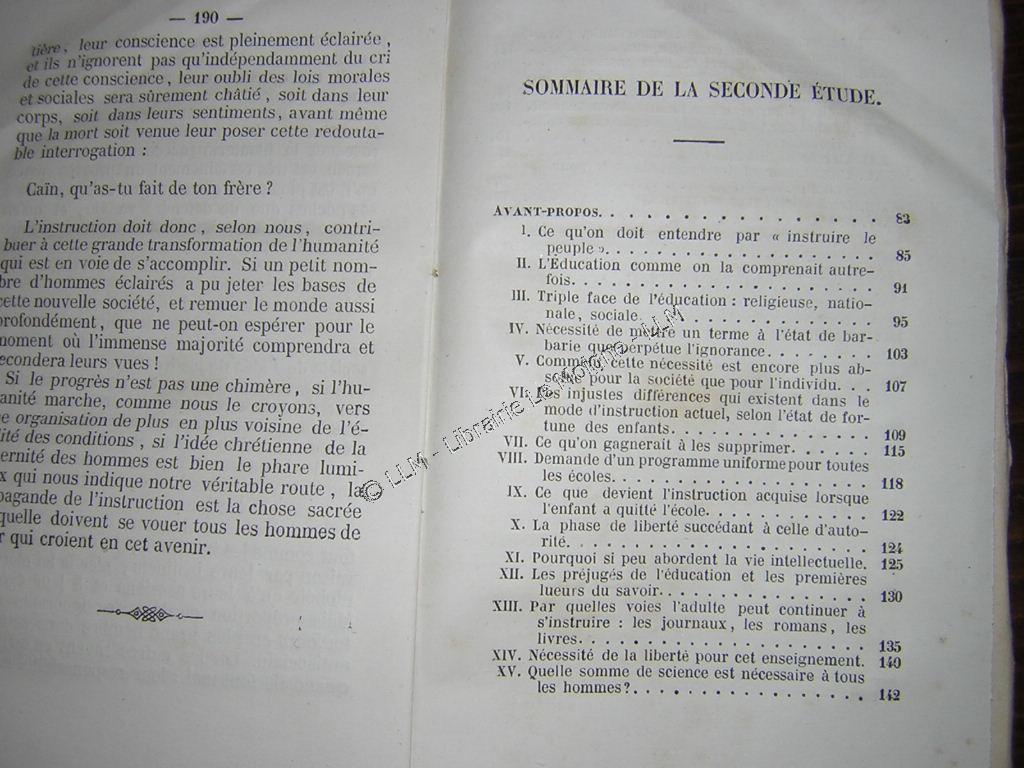 — 190 —
tière, leur conscience est pleinement éclairée,
et ils n'ignorent pas qu'indépendamment du cri
de cette conscience, leur oubli des lois morales
et sociales sera sûrement châtié, soit dans leur
corps, soit dans leurs sentiments, avant même
que la mort soit venue leur poser cette redouta-
ble interrogation :
Caïn, qu'as-tu fait de ton frère ?
L'instruction doit donc, selon nous, contri-
buer à cette grande transformation de l'humanité
qui est en voie de s'accomplir. Si un petit nom-
bre d'hommes éclairés a pu jeter les bases de
cette nouvelle société, et remuer le monde aussi
profondément, que ne peut-on espérer pour le
moment où l'immense majorité comprendra et
secondera leurs vues !
Si le progrès n'est pas une chimère, si l'hu-
anité marche, comme nous le croyons, vers
e organisation de plus en plus voisine de l'é-
lité des conditions, si l'idée chrétienne de la
ernité des hommes est bien le phare lumi-
x qui nous indique notre véritable route, la
pagande de l'instruction est la chose sacrée
quelle doivent se vouer tous les hommes de
r qui croient en cet avenir.
SOMMAIRE DE LA SECONDE ÉTUDE.
AVANT-PROPOS. . . . . . . . . . . . . . . 83
I. Ce qu'on doit entendre par « instruire le
peuple ». . . . . . . . . . . . . . . 85
II. L'Éducation comme on la comprenait autre-
fois. . . . . . . . . . . . . . . 91
III. Triple face de l'éducation : religieuse, natio-
nale, sociale. . . . . . . . . . . . 95
IV. Nécessité de mettre un terme à l'état de bar-
barie que perpétue l'ignorance. . . . . . . 103
V. Comment cette nécessité est encore plus ab-
solue pour la société que pour l'individu. . . 107
VI. Des injustes différences qui existent dans le
mode d'instruction actuel, selon l'état de for-
tune des enfants. . . . . . . . . . . 109
VII. Ce qu'on gagnerait à les supprimer. . . . . . 115
VIII. Demande d'un programme uniforme pour toutes
les écoles. . . . . . . . . . . . . 118
IX. Ce que devient l'instruction acquise lorsque
l'enfant a quitté l'école. . . . . . . . . 122
X. La phase de liberté succédant à celle d'auto-
rité. . . . . . . . . . . . . . . 124
XI. Pourquoi si peu abordent la vie intellectuelle. 125
XII. Les préjugés de l'éducation et les premières
lueurs du savoir. . . . . . . . . . . 130
XIII. Par quelles voies l'adulte peut continuer à
s'instruire : les journaux, les romans, les
livres. . . . . . . . . . . . . . . 135
XIV. Nécessité de la liberté pour cet enseignement. 140
XV. Quelle somme de science est nécessaire à tous
les hommes ?. . . . . . . . . . . . 142
© LLM - Librairie Le Moigne - LLM